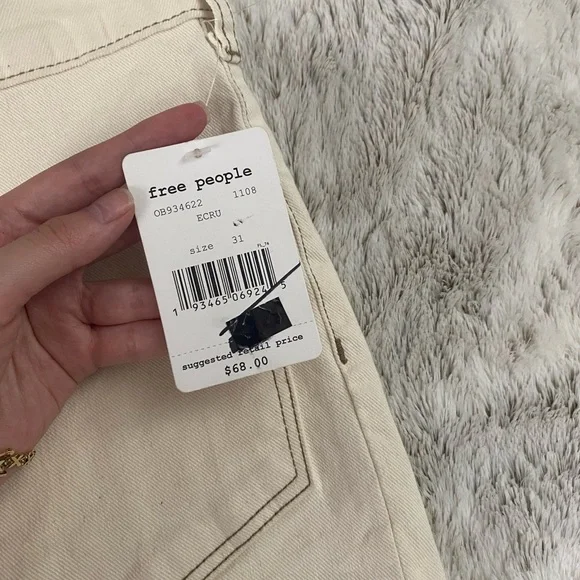 free people
OB934622 1108
ECRU
size 31
1 93465 06924 5
suggested retail price
$68.00